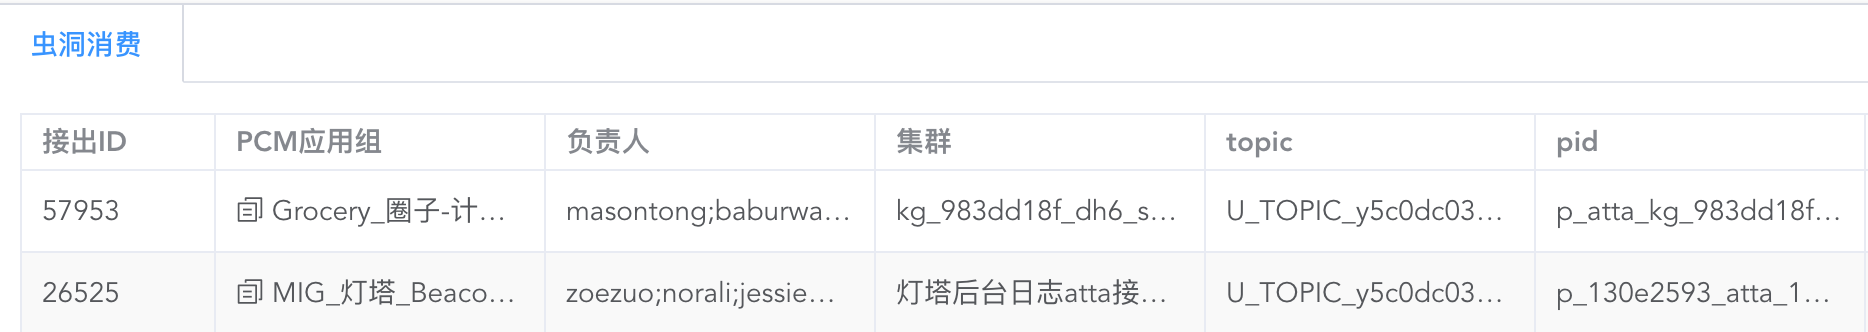 虫洞消费
接出ID PCM应用组 负责人 集群 topic pid
57953 Grocery_圈子-计... masontong;baburwa... kg_983dd18f_dh6_s... U_TOPIC_y5c0dc03... p_atta_kg_983dd18f...
26525 MIG_灯塔_Beaco... zoezuo;norali;jessie... 灯塔后台日志atta接... U_TOPIC_y5c0dc03... p_130e2593_atta_1...